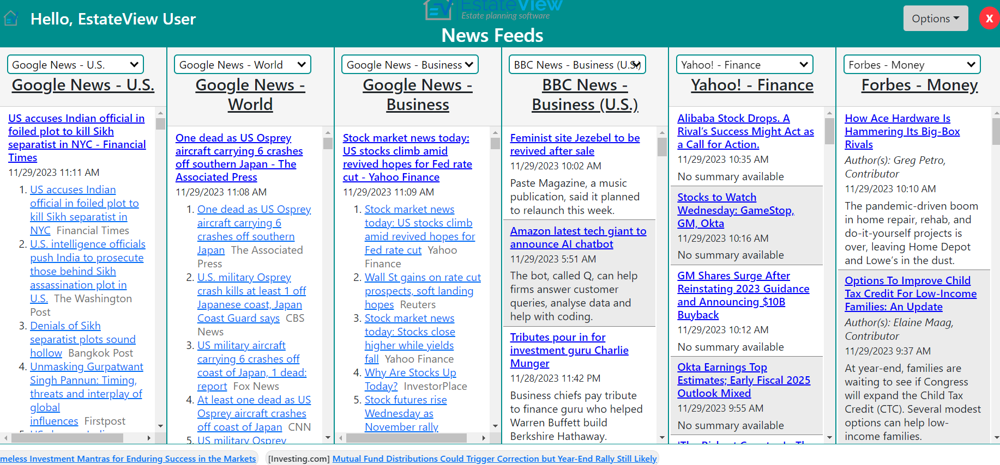 Hello, EstateView User
EstateView
Estate planning software
News Feeds
Options
X
Google News - U.S.
Google News - U.S.
US accuses Indian official in
foiled plot to kill Sikh
separatist in NYC - Financial
Times
11/29/2023 11:11 AM
1. US accuses Indian
official in foiled plot to
kill Sikh separatist in
NYC Financial Times
2. U.S. intelligence officials
push India to prosecute
those behind Sikh
assassination plot in
U.S. The Washington
Post
3. Denials of Sikh
separatist plots sound
hollow Bangkok Post
4. Unmasking Gurpatwant
Singh Pannun: Timing,
threats and interplay of
global
influences Firstpost
Google News - World
Google News -
World
One dead as US Osprey
aircraft carrying 6 crashes
off southern Japan - The
Associated Press
11/29/2023 11:08 AM
1. One dead as US Osprey
aircraft carrying 6
crashes off southern
Japan The Associated
Press
2. U.S. military Osprey
crash kills at least 1 off
Japanese coast, Japan
Coast Guard says CBS
News
3. US military aircraft
carrying 6 crashes off
coast of Japan, 1 dead:
report Fox News
4. At least one dead as US
Osprey aircraft crashes
off coast of Japan CNN
5. US military Osprey
Google News - Business
Google News -
Business
Stock market news today:
US stocks climb amid
revived hopes for Fed rate
cut - Yahoo Finance
11/29/2023 11:09 AM
1. Stock market news
today: US stocks climb
amid revived hopes for
Fed rate cut Yahoo
Finance
2. Wall St gains on rate cut
prospects, soft landing
hopes Reuters
3. Stock market news
today: Stocks close
higher while yields
fall Yahoo Finance
4. Why Are Stocks Up
Today? InvestorPlace
5. Stock futures rise
Wednesday as
November rally
BBC News - Business (U.S.)
BBC News -
Business (U.S.)
Feminist site Jezebel to be
revived after sale
11/29/2023 10:02 AM
Paste Magazine, a music
publication, said it planned
to relaunch this week.
Amazon latest tech giant to
announce AI chatbot
11/29/2023 5:51 AM
The bot, called Q, can help
firms answer customer
queries, analyse data and
help with coding.
Tributes pour in for
investment guru Charlie
Munger
11/28/2023 11:42 PM
Business chiefs pay tribute
to finance guru who helped
Warren Buffett build
Berkshire Hathaway.
Yahoo! - Finance
Yahoo! - Finance
Alibaba Stock Drops. A
Rival’s Success Might Act as
a Call for Action.
11/29/2023 10:35 AM
No summary available
Stocks to Watch
Wednesday: GameStop,
GM, Okta
11/29/2023 10:16 AM
No summary available
GM Shares Surge After
Reinstating 2023 Guidance
and Announcing $10B
Buyback
11/29/2023 10:12 AM
No summary available
Okta Earnings Top
Estimates; Early Fiscal 2025
Outlook Mixed
11/29/2023 9:55 AM
No summary available
Forbes - Money
Forbes - Money
How Ace Hardware Is
Hammering Its Big-Box
Rivals
Author(s): Greg Petro,
Contributor
11/29/2023 10:10 AM
The pandemic-driven boom
in home repair, rehab, and
do-it-yourself projects is
over, leaving Home Depot
and Lowe’s in the dust.
Options To Improve Child
Tax Credit For Low-Income
Families: An Update
Author(s): Elaine Maag,
Contributor
11/29/2023 9:37 AM
At year-end, families are
waiting to see if Congress
will expand the Child Tax
Credit (CTC). Several modest
options can help low-
income families.
meless Investment Mantras for Enduring Success in the Markets
[Investing.com] Mutual Fund Distributions Could Trigger Correction but Year-End Rally Still Likely